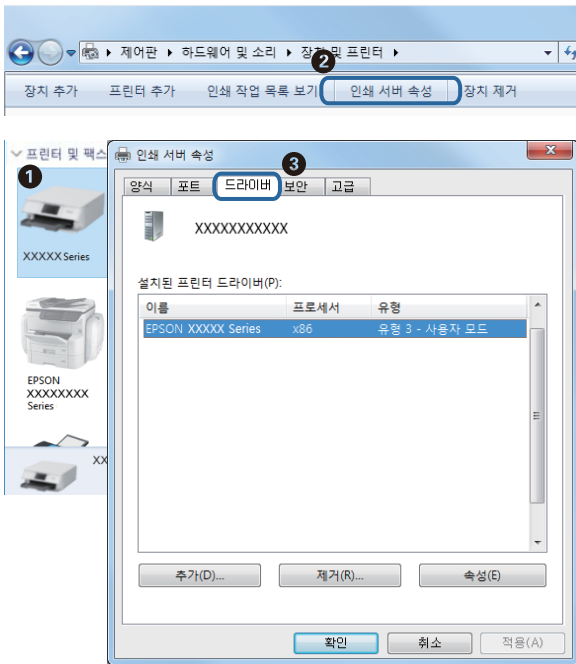 제어판 ▶ 하드웨어 및 소리 ▶ 장치 및 프린터 ▶
2
장치 추가 프린터 추가 인쇄 작업 목록 보기 인쇄 서버 속성 장치 제거
프린터 및 팩스
1
XXXXX Series
EPSON
XXXXXXXX
Series
XX
인쇄 서버 속성
3
양식 포트 드라이버 보안 고급
XXXXXXXXXXX
설치된 프린터 드라이버(P):
이름 프로세서 유형
EPSON XXXXX Series x86 유형 3 - 사용자 모드
추가(D)... 제거(R)... 속성(E)
확인 취소 적용(A)